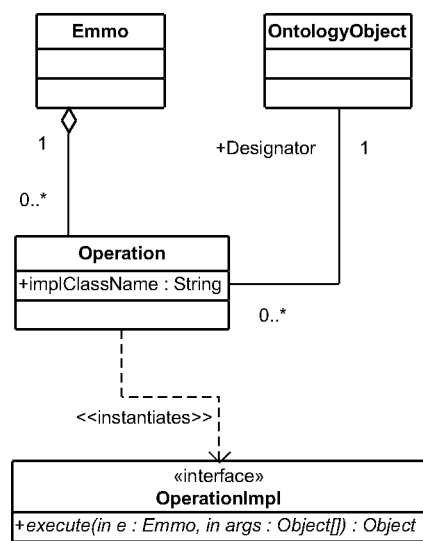 Emmo
OntologyObject
1
+Designator
1
0..*
Operation
+implClassName : String
0..*
<<instantiates>>
«interface»
OperationImpl
+execute(in e : Emmo, in args : Object[]) : Object